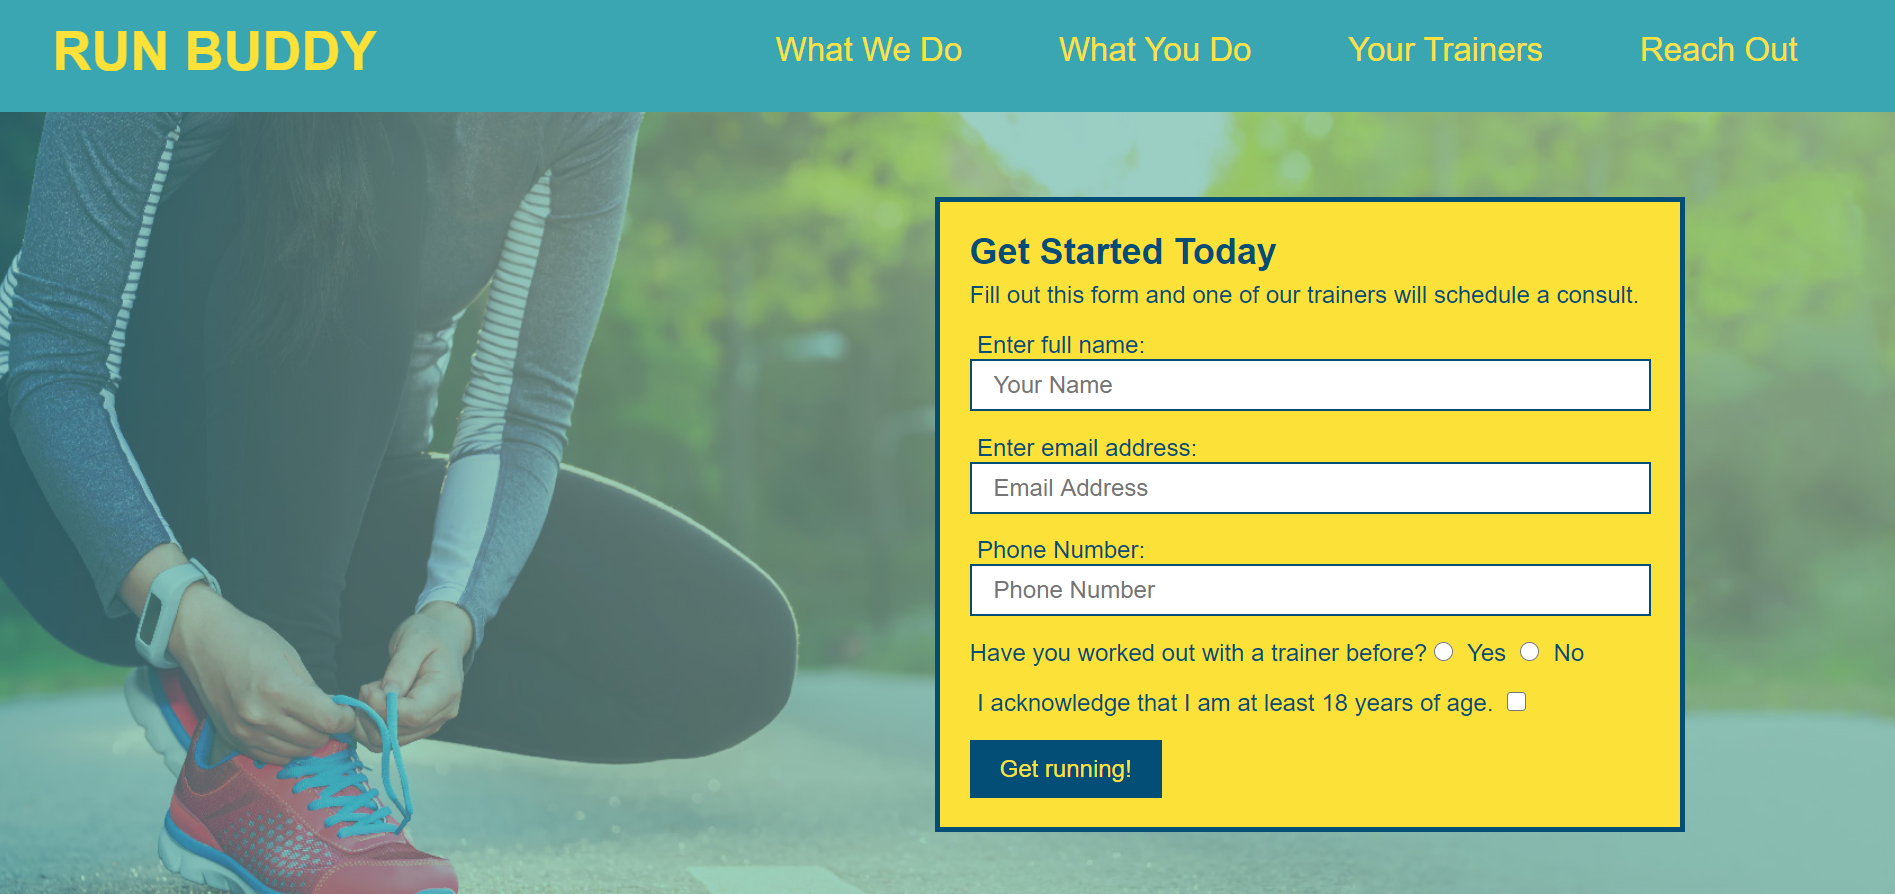 RUN BUDDY
What We Do What You Do Your Trainers Reach Out
Get Started Today
Fill out this form and one of our trainers will schedule a consult.
Enter full name:
Your Name
Enter email address:
Email Address
Phone Number:
Phone Number
Have you worked out with a trainer before? Yes No
I acknowledge that I am at least 18 years of age.
Get running!